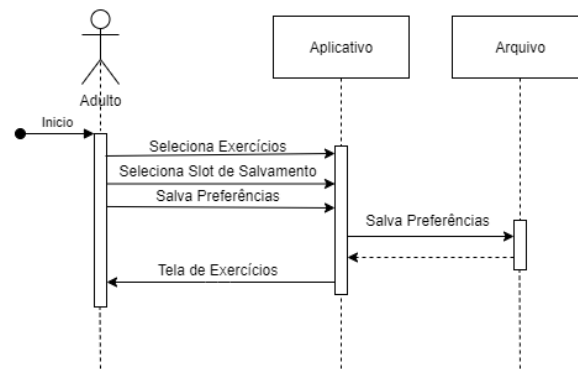 Aplicativo
Arquivo
Adulto
Inicio
Seleciona Exercícios
Seleciona Slot de Salvamento
Salva Preferências
Salva Preferências
Tela de Exercícios